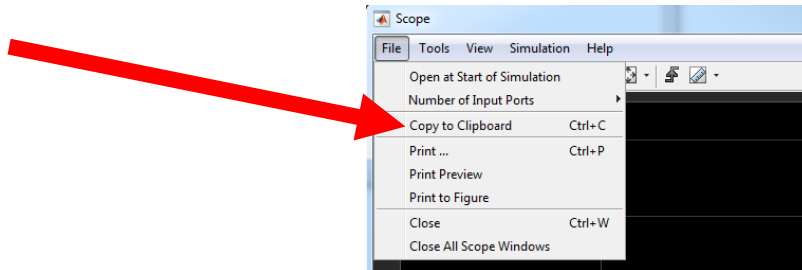 Scope
File Tools View Simulation Help
Open at Start of Simulation
Number of Input Ports
Copy to Clipboard Ctrl+C
Print ... Ctrl+P
Print Preview
Print to Figure
Close Ctrl+W
Close All Scope Windows